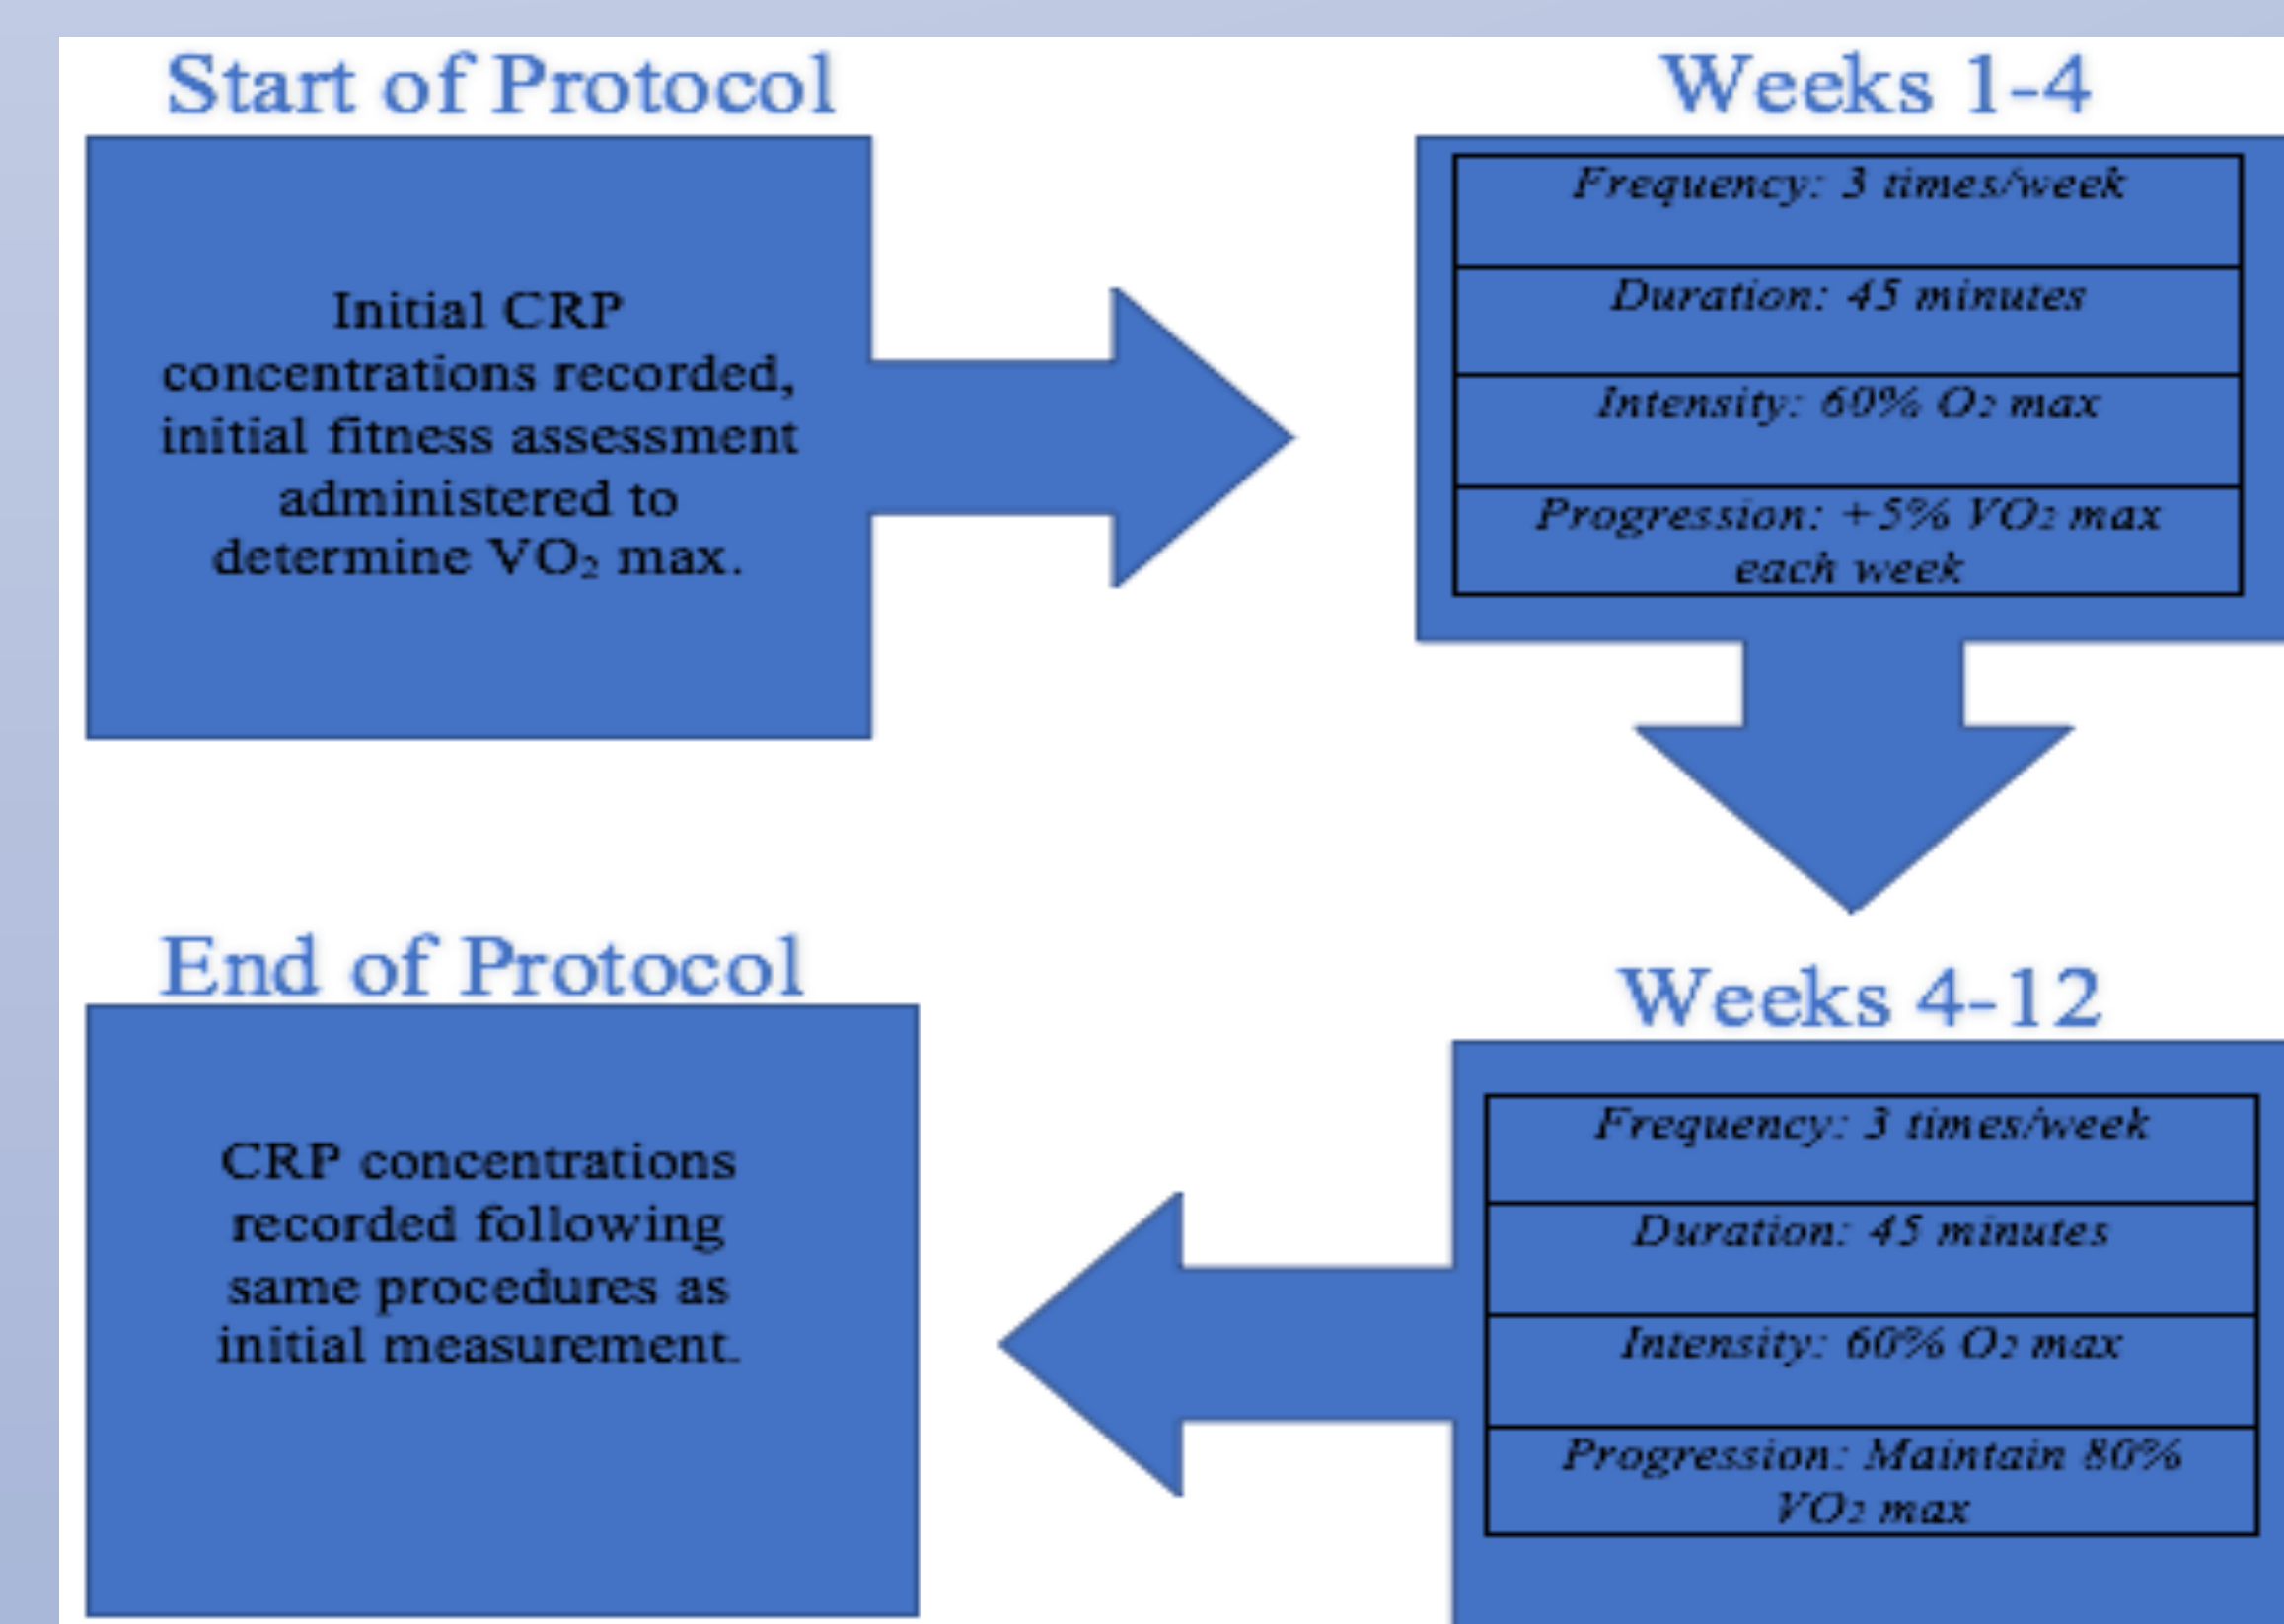 Start of Protocol
Initial CRP
concentrations recorded,
initial fitness assessment
administered to
determine VO₂ max.
Weeks 1-4
Frequency: 3 times/week
Duration: 45 minutes
Intensity: 60% O₂ max
Progression: +5% VO₂ max
each week
Weeks 4-12
Frequency: 3 times/week
Duration: 45 minutes
Intensity: 60% O₂ max
Progression: Maintain 80%
VO₂ max
End of Protocol
CRP concentrations
recorded following
same procedures as
initial measurement.